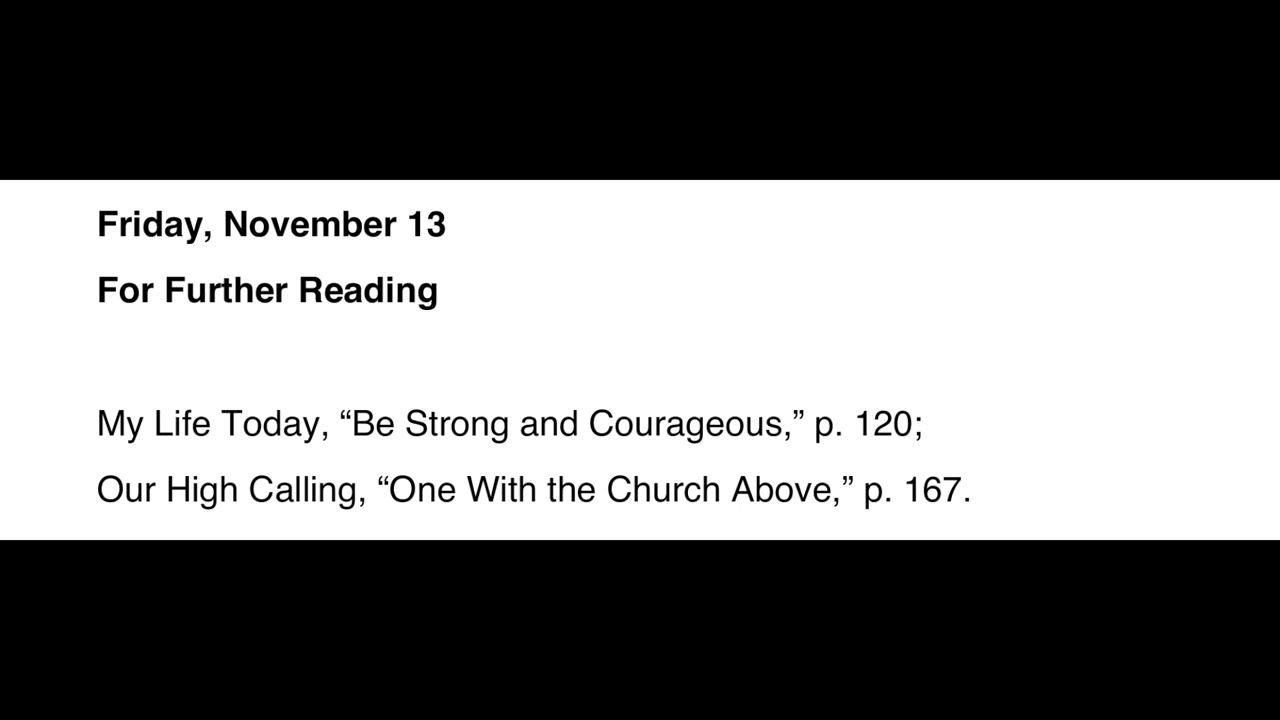 Friday, November 13
For Further Reading
My Life Today, “Be Strong and Courageous,” p. 120;
Our High Calling, “One With the Church Above,” p. 167.